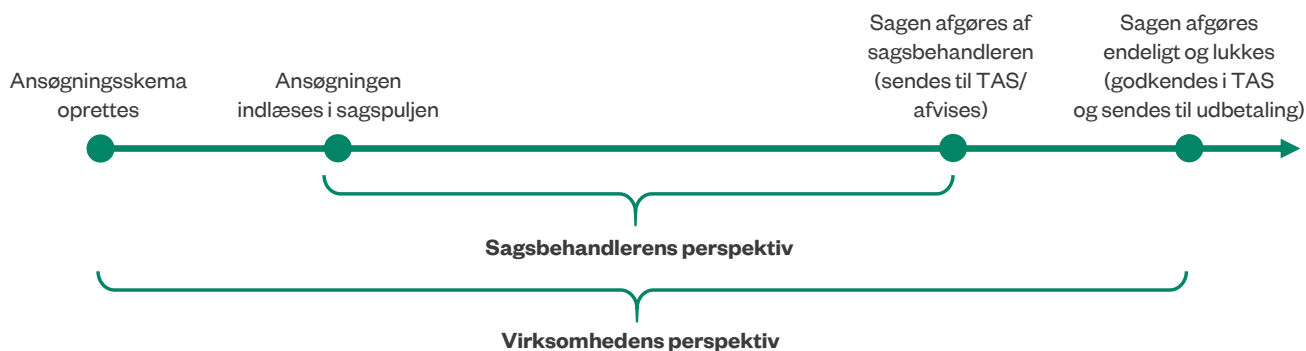 Ansøgningsskema
oprettes
Ansøgningen
indlæses i sagspuljen
Sagen afgøres af
sagsbehandleren
(sendes til TAS/
afvises)
Sagen afgøres
endeligt og lukkes
(godkendes i TAS
og sendes til udbetaling)
Sagsbehandlerens perspektiv
Virksomhedens perspektiv